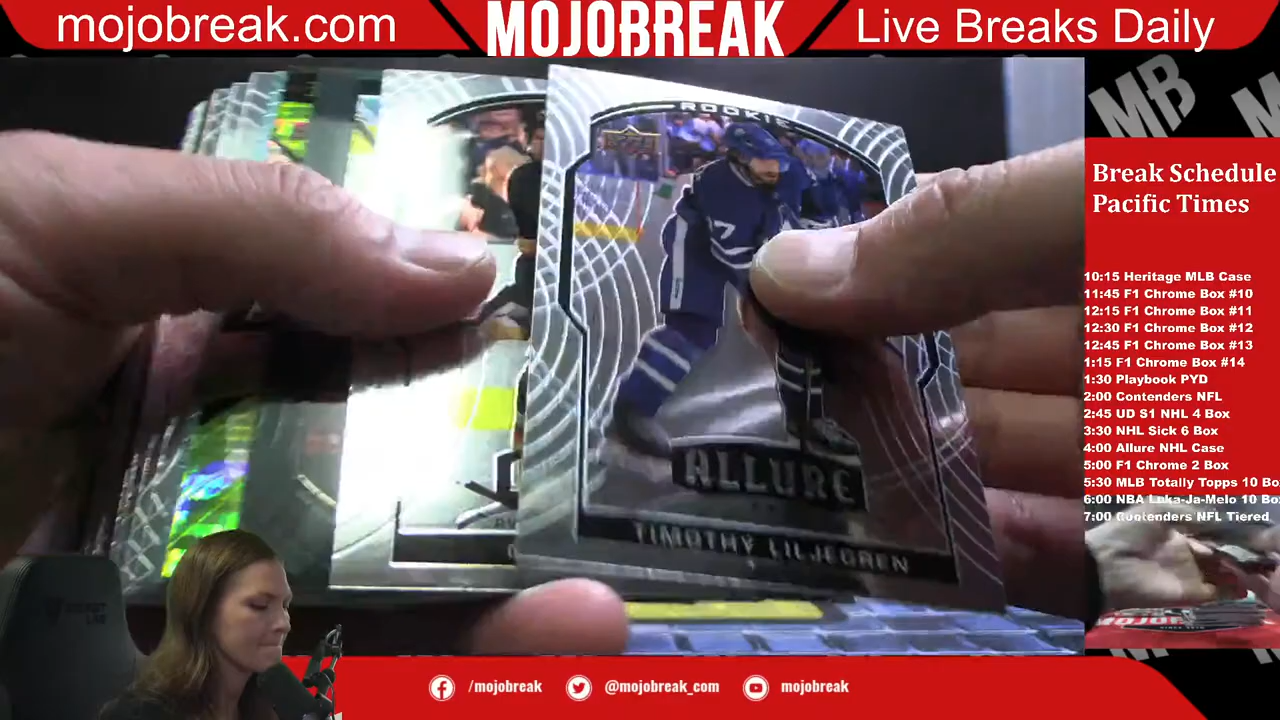 mojobreak.com
MOJOBREAK
Live Breaks Daily
MB
Break Schedule
Pacific Times
10:15 Heritage MLB Case
11:45 F1 Chrome Box #10
12:15 F1 Chrome Box #11
12:30 F1 Chrome Box #12
12:45 F1 Chrome Box #13
1:15 F1 Chrome Box #14
1:30 Playbook PYD
2:00 Contenders NFL
2:45 UD S1 NHL 4 Box
3:30 NHL Sick 6 Box
4:00 Allure NHL Case
5:00 F1 Chrome 2 Box
5:30 MLB Totally Topps 10 Bo
6:00 NBA Luka-Ja-Melo 10 Bo
7:00 Contenders NFL Tiered
ROOKIE
7
ALLURE
TIMOTHY LILJEGREN
/mojobreak
@mojobreak_com
mojobreak